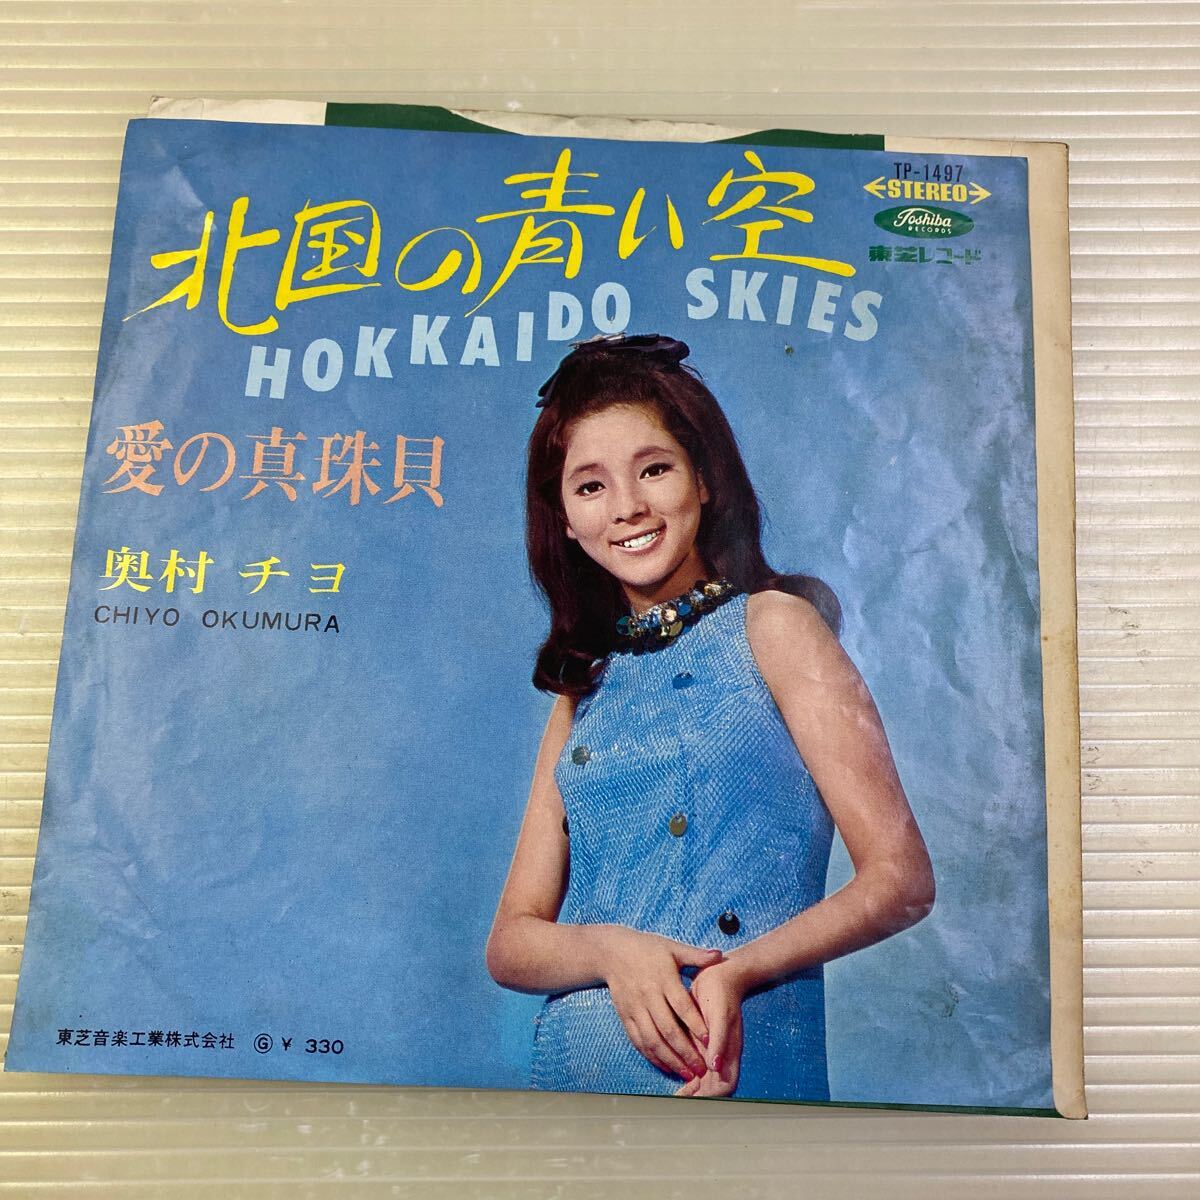 北国の青い空
HOKKAIDO SKIES
TP-1497
STEREO
Toshiba
RECORDS
東芝レコード
愛の真珠貝
奥村 チヨ
CHIYO OKUMURA
東芝音楽工業株式会社 Ⓖ ¥ 330